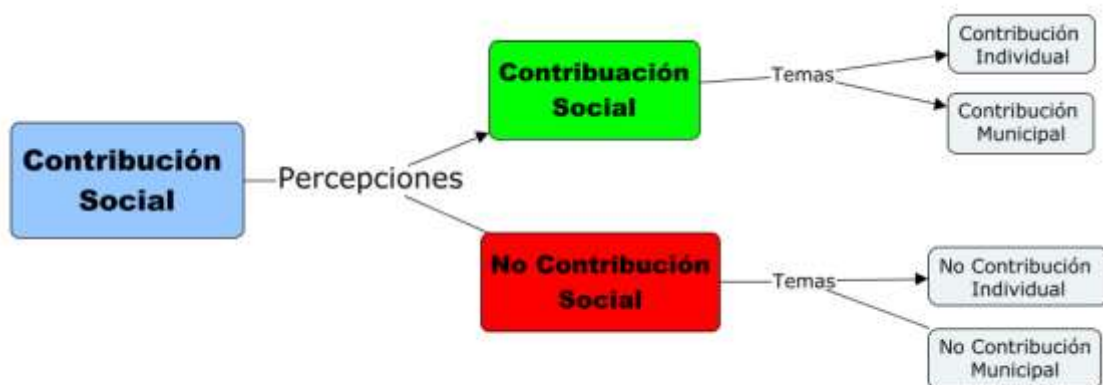 Contribución
Social
Percepciones
Contribuación
Social
Temas
Contribución
Individual
Contribución
Municipal
No Contribución
Social
Temas
No Contribución
Individual
No Contribución
Municipal